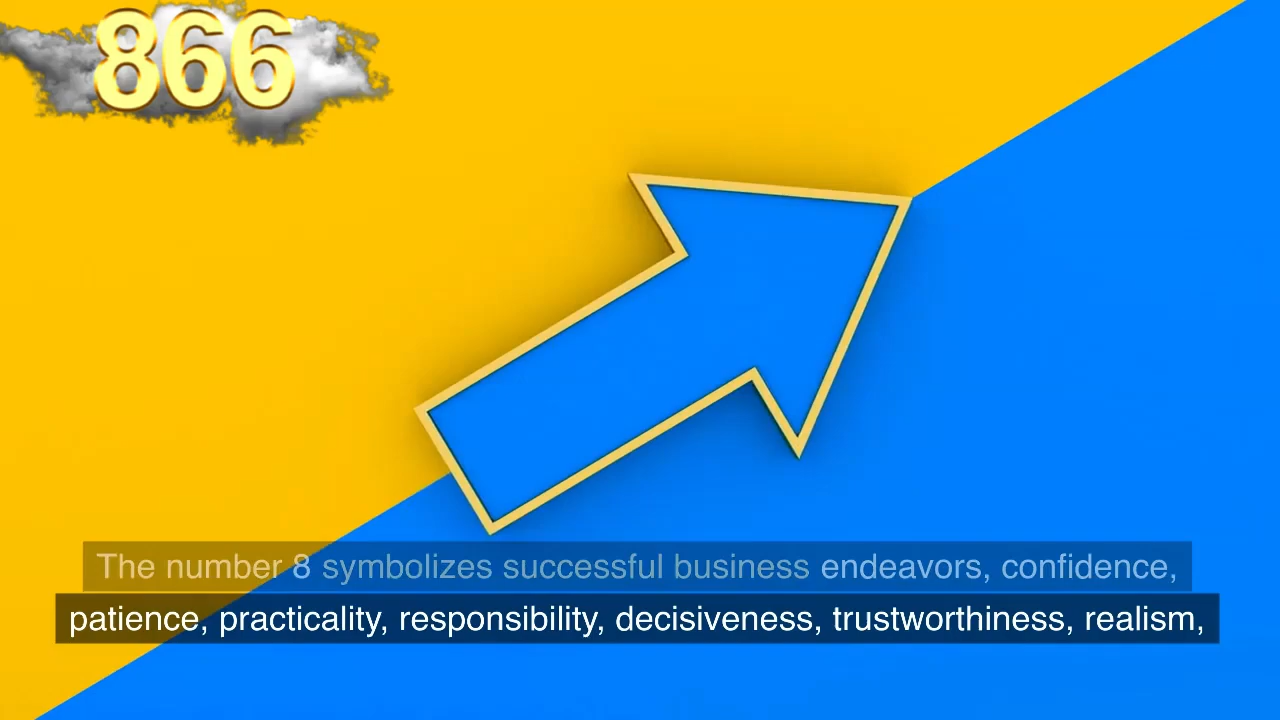 866
The number 8 symbolizes successful business endeavors, confidence,
patience, practicality, responsibility, decisiveness, trustworthiness, realism,